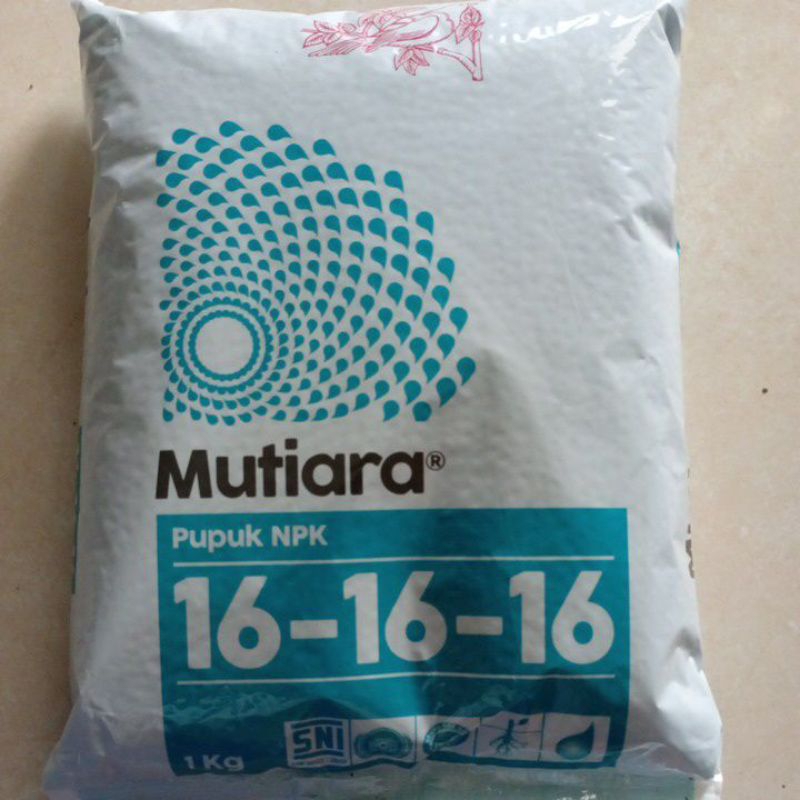 Mutiara®
Pupuk NPK
16-16-16
1 Kg
SNI